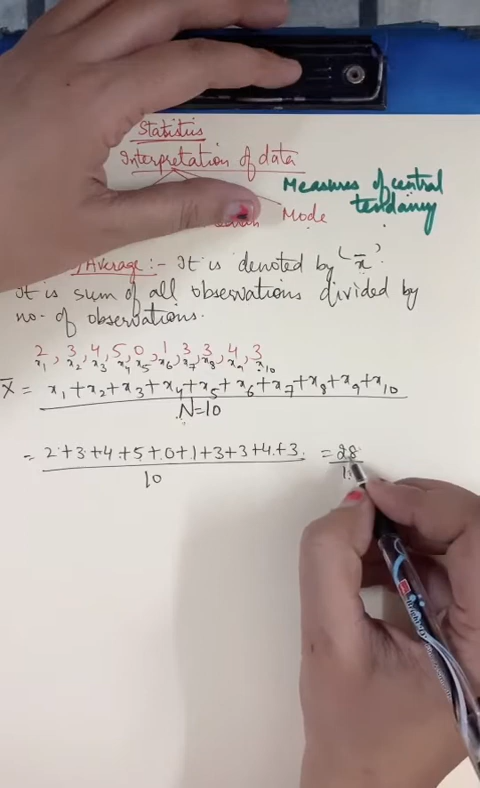 Statistics
Interpretation of data
Measures of central
tendancy
Mode
/Average :- It is denoted by 'x̄'.
It is sum of all observations divided by
no. of observations.
2, 3, 4, 5, 0, 1, 3, 3, 4, 3
x₁ x₂ x₃ x₄ x₅ x₆ x₇ x₈ x₉ x₁₀
X̄ = x₁+x₂+x₃+x₄+x₅+x₆+x₇+x₈+x₉+x₁₀
N=10
= 2+3+4+5+0+1+3+3+4+3 = 28
10